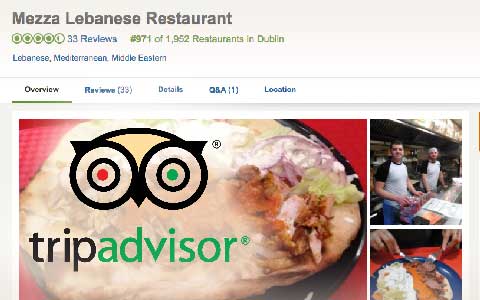 Mezza Lebanese Restaurant
33 Reviews #971 of 1,952 Restaurants in Dublin
Lebanese, Mediterranean, Middle Eastern
Overview Reviews (33) Details Q&A (1) Location
tripadvisor®